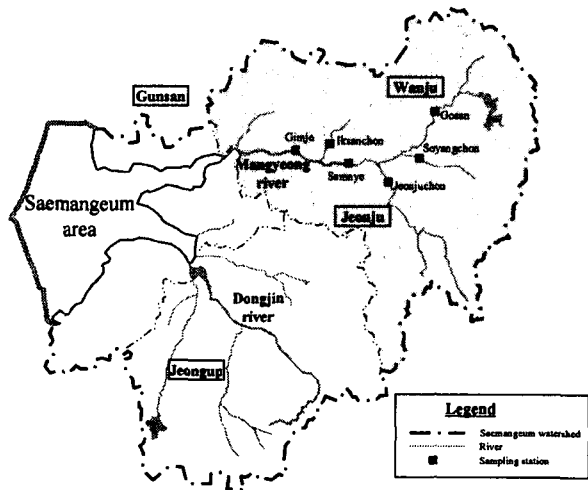 Gunsan
Wanju
Gosan
Gimje
Iksanchon
Soyangchon
Mangyeong
river
Samrye
Jeonjuchon
Saemangeum
area
Jeonju
Dongjin
river
Jeongup
Legend
Saemangeum watershed
River
Sampling station